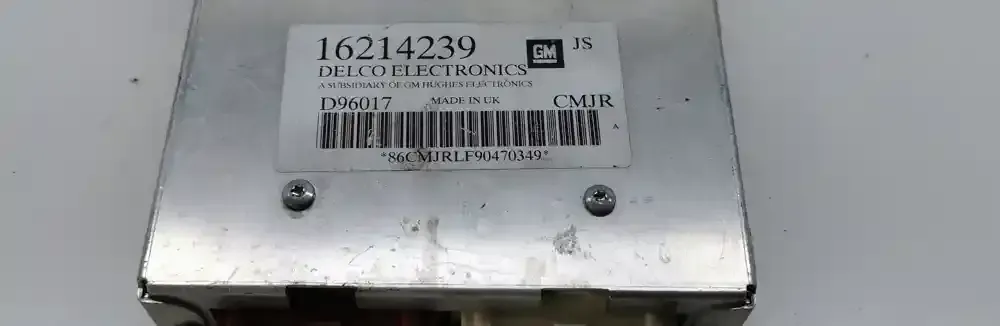 16214239 GM JS
DELCO ELECTRONICS
A SUBSIDIARY OF GM HUGHES ELECTRONICS
D96017 MADE IN UK CMJR
A
*86CMJRLF90470349*